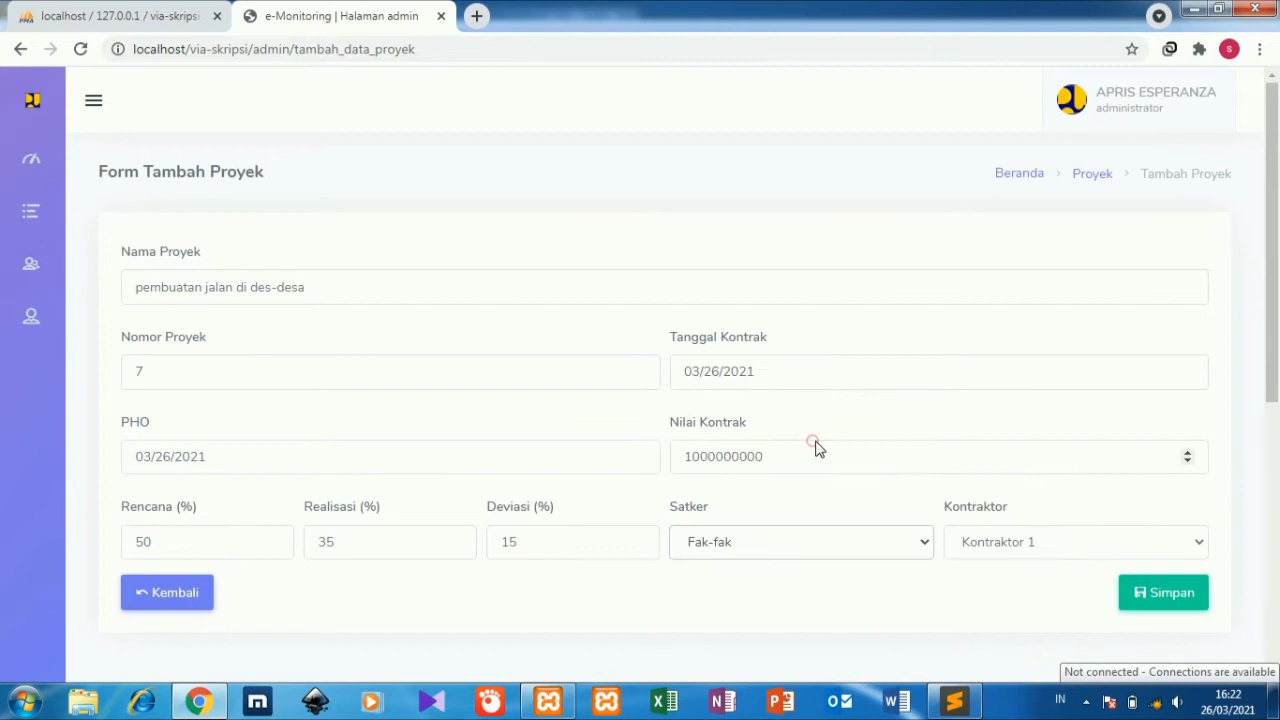 localhost / 127.0.0.1 / via-skripsi
e-Monitoring | Halaman admin
localhost/via-skripsi/admin/tambah_data_proyek
S
APRIS ESPERANZA
administrator
Form Tambah Proyek
Beranda > Proyek > Tambah Proyek
Nama Proyek
pembuatan jalan di des-desa
Nomor Proyek
Tanggal Kontrak
7
03/26/2021
PHO
Nilai Kontrak
03/26/2021
1000000000
Rencana (%)
Realisasi (%)
Deviasi (%)
Satker
Kontraktor
50
35
15
Fak-fak
Kontraktor 1
Kembali
Simpan
Not connected - Connections are available
IN
16:22
26/03/2021